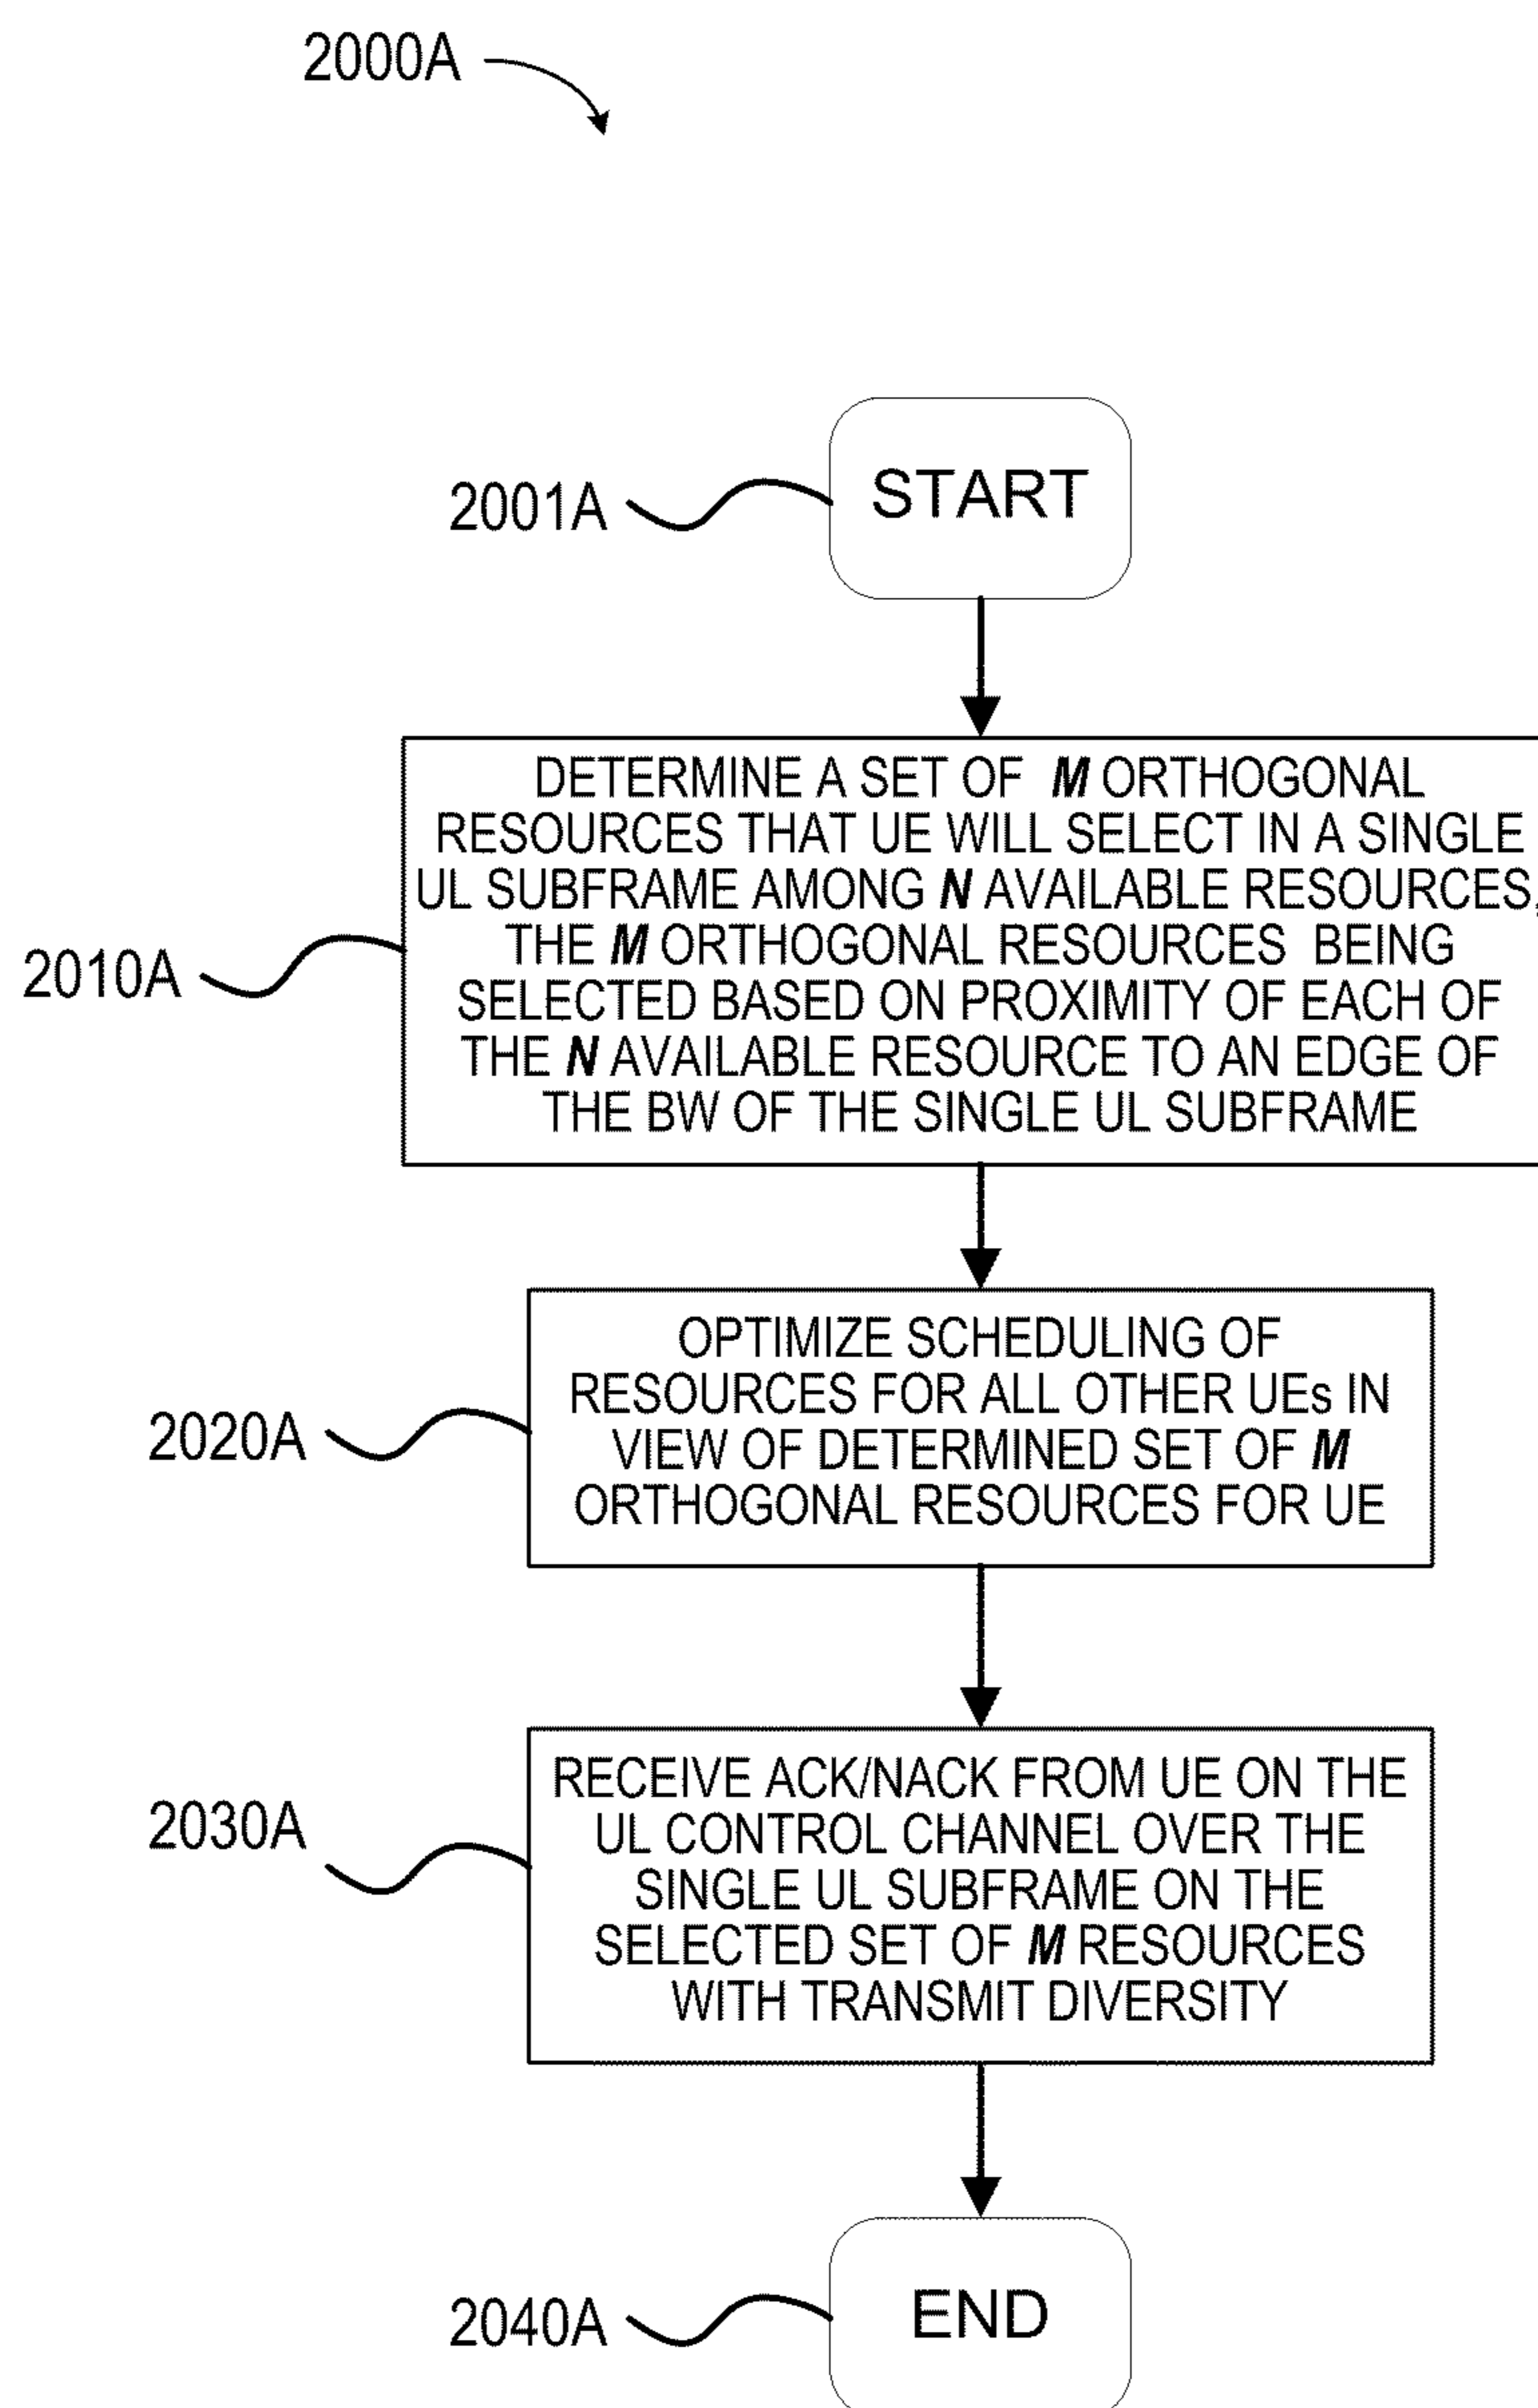 2000A
2001A
START
2010A
DETERMINE A SET OF M ORTHOGONAL
RESOURCES THAT UE WILL SELECT IN A SINGLE
UL SUBFRAME AMONG N AVAILABLE RESOURCES,
THE M ORTHOGONAL RESOURCES BEING
SELECTED BASED ON PROXIMITY OF EACH OF
THE N AVAILABLE RESOURCE TO AN EDGE OF
THE BW OF THE SINGLE UL SUBFRAME
2020A
OPTIMIZE SCHEDULING OF
RESOURCES FOR ALL OTHER UEs IN
VIEW OF DETERMINED SET OF M
ORTHOGONAL RESOURCES FOR UE
2030A
RECEIVE ACK/NACK FROM UE ON THE
UL CONTROL CHANNEL OVER THE
SINGLE UL SUBFRAME ON THE
SELECTED SET OF M RESOURCES
WITH TRANSMIT DIVERSITY
2040A
END